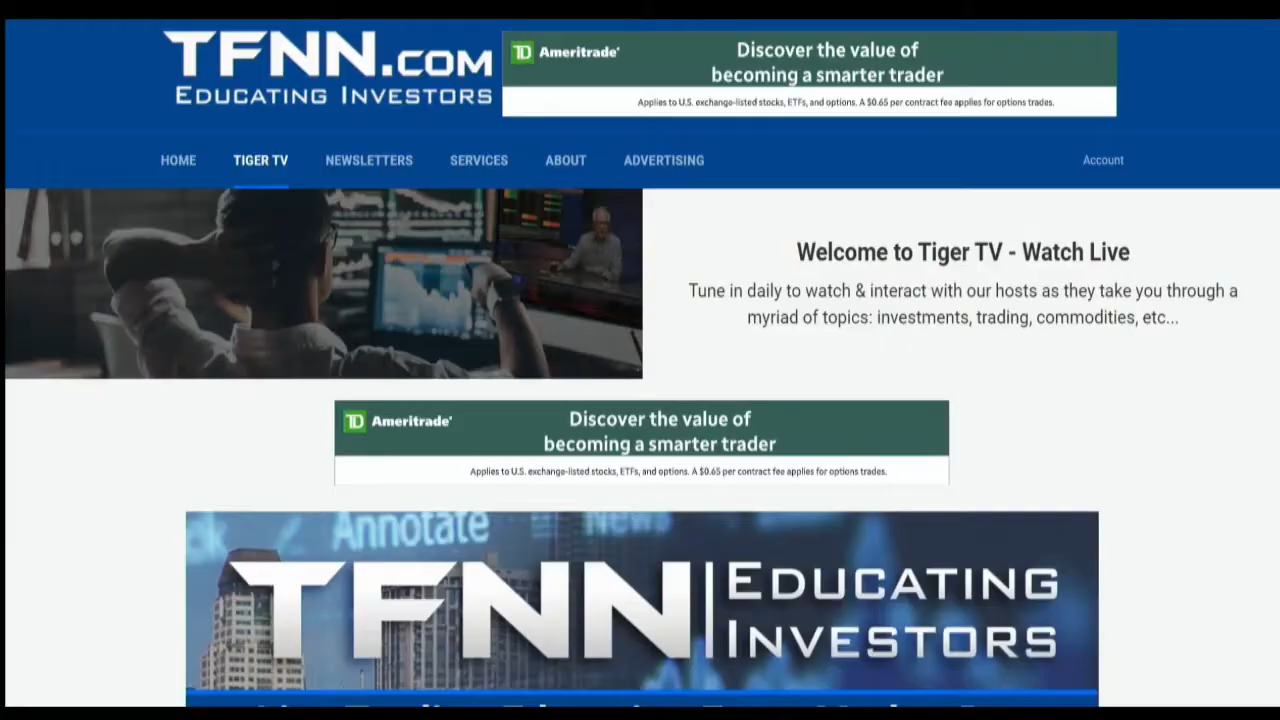 TFNN.COM
EDUCATING INVESTORS
TD Ameritrade
Discover the value of
becoming a smarter trader
Applies to U.S. exchange-listed stocks, ETFs, and options. A $0.65 per contract fee applies for options trades.
HOME TIGER TV NEWSLETTERS SERVICES ABOUT ADVERTISING Account
Welcome to Tiger TV - Watch Live
Tune in daily to watch & interact with our hosts as they take you through a
myriad of topics: investments, trading, commodities, etc...
TD Ameritrade
Discover the value of
becoming a smarter trader
Applies to U.S. exchange-listed stocks, ETFs, and options. A $0.65 per contract fee applies for options trades.
Annotate News
TFNN EDUCATING
INVESTORS